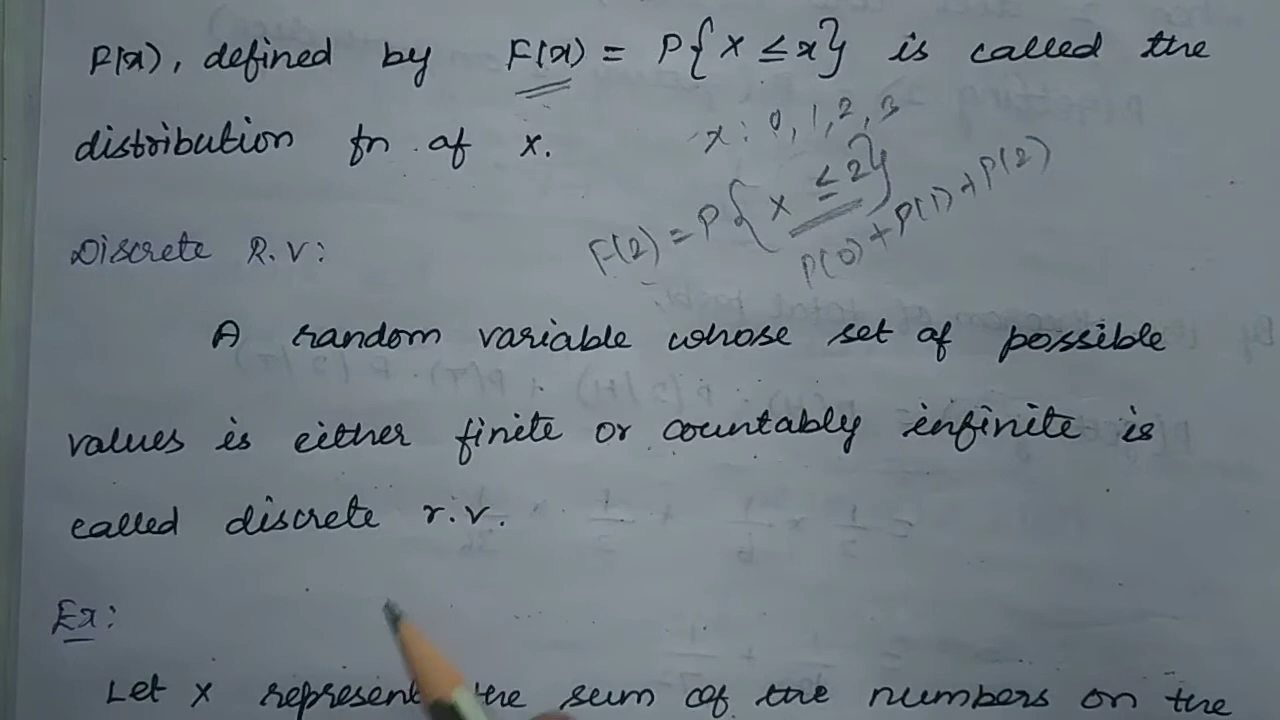 F(x), defined by F(x) = P{X ≤ x} is called the
distribution fn. of x.
x : 0, 1, 2, 3
F(2) = P{X ≤ 2}
P(0) + P(1) + P(2)
Discrete R.V:
A random variable whose set of possible
values is either finite or countably infinite is
called discrete r.v.
Ex:
Let X represent the sum of the numbers on the